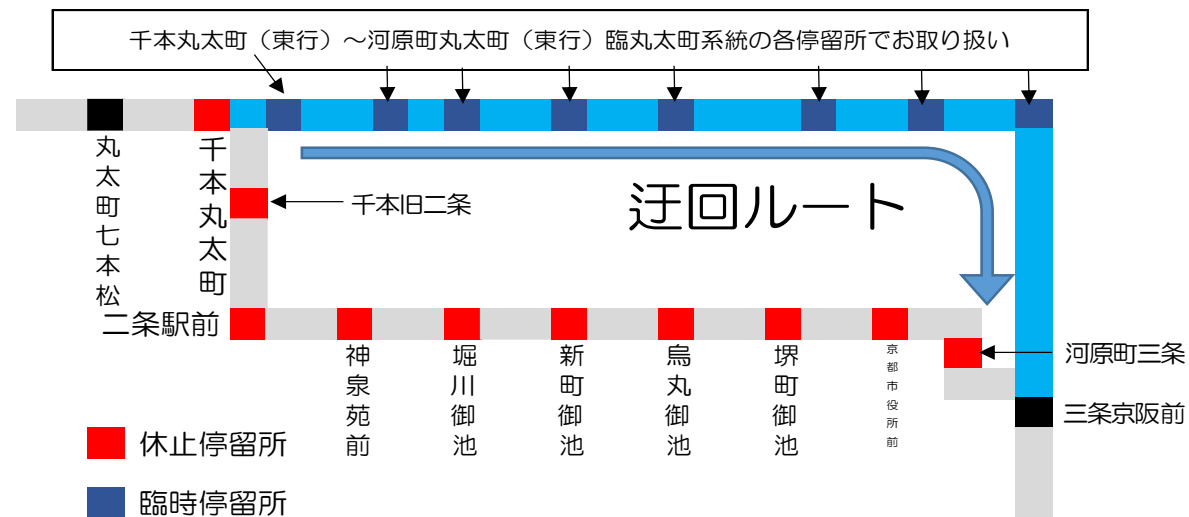 千本丸太町（東行）～河原町丸太町（東行）臨丸太町系統の各停留所でお取り扱い
丸太町七本松
千本丸太町
千本旧二条
迂回ルート
二条駅前
神泉苑前
堀川御池
新町御池
烏丸御池
堺町御池
京都市役所前
河原町三条
三条京阪前
休止停留所
臨時停留所